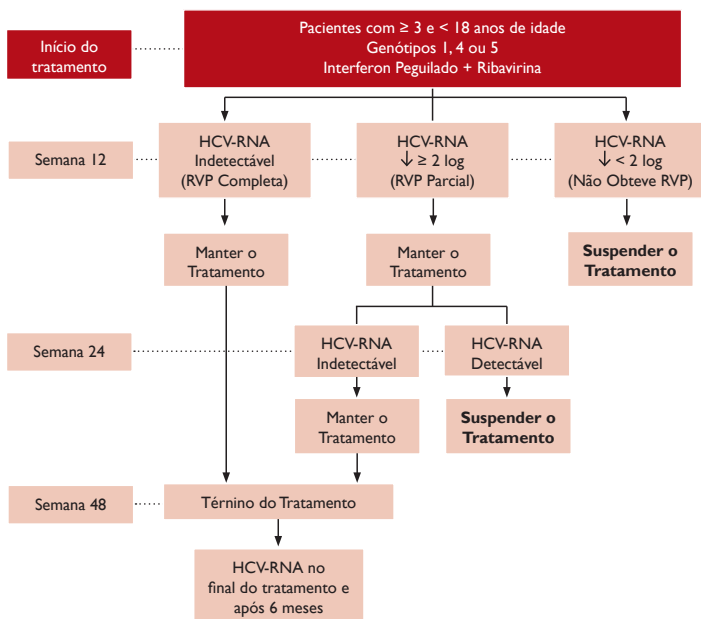 Início do
tratamento
Pacientes com ≥ 3 e < 18 anos de idade
Genótipos 1, 4 ou 5
Interferon Peguilado + Ribavirina
Semana 12
HCV-RNA
Indetectável
(RVP Completa)
HCV-RNA
↓ ≥ 2 log
(RVP Parcial)
HCV-RNA
↓ < 2 log
(Não Obteve RVP)
Manter o
Tratamento
Manter o
Tratamento
Suspender o
Tratamento
Semana 24
HCV-RNA
Indetectável
HCV-RNA
Detectável
Manter o
Tratamento
Suspender o
Tratamento
Semana 48
Térnino do Tratamento
HCV-RNA no
final do tratamento e
após 6 meses